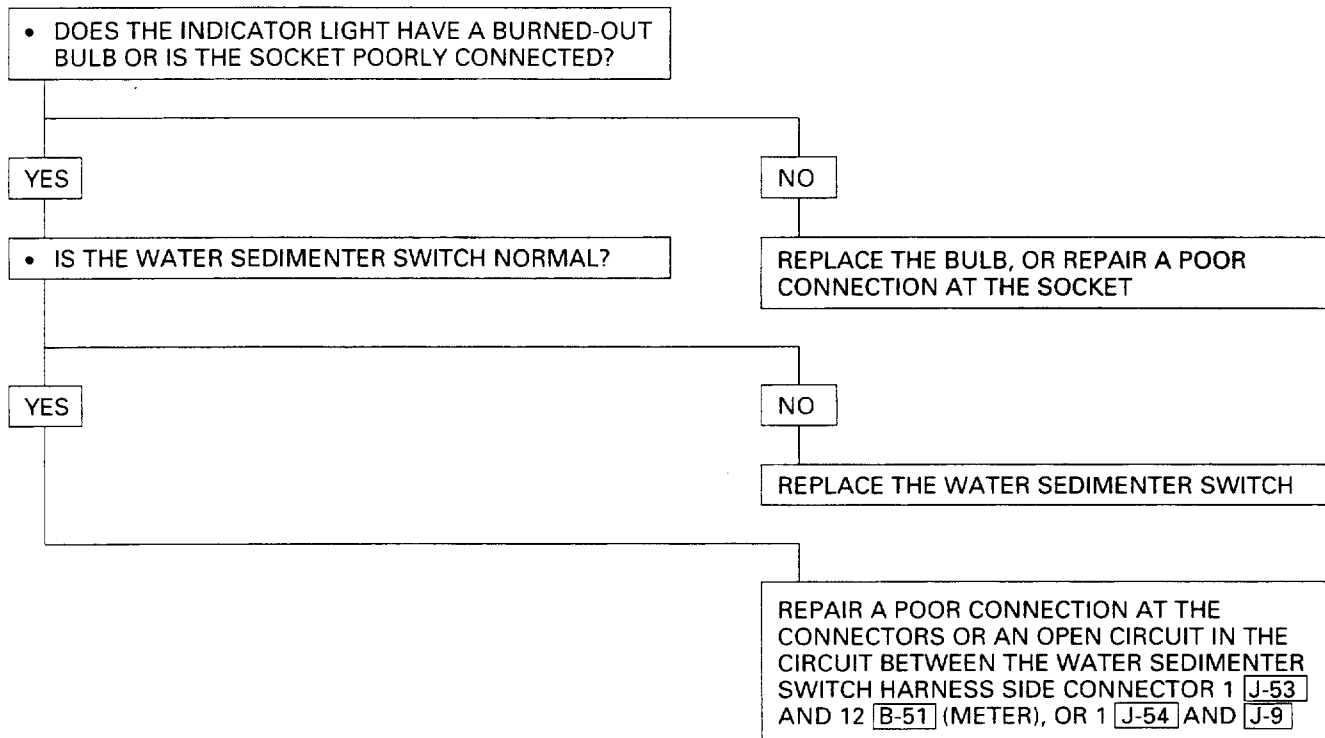 • DOES THE INDICATOR LIGHT HAVE A BURNED-OUT
BULB OR IS THE SOCKET POORLY CONNECTED?
YES
NO
• IS THE WATER SEDIMENTER SWITCH NORMAL?
REPLACE THE BULB, OR REPAIR A POOR
CONNECTION AT THE SOCKET
YES
NO
REPLACE THE WATER SEDIMENTER SWITCH
REPAIR A POOR CONNECTION AT THE
CONNECTORS OR AN OPEN CIRCUIT IN THE
CIRCUIT BETWEEN THE WATER SEDIMENTER
SWITCH HARNESS SIDE CONNECTOR 1 J-53
AND 12 B-51 (METER), OR 1 J-54 AND J-9